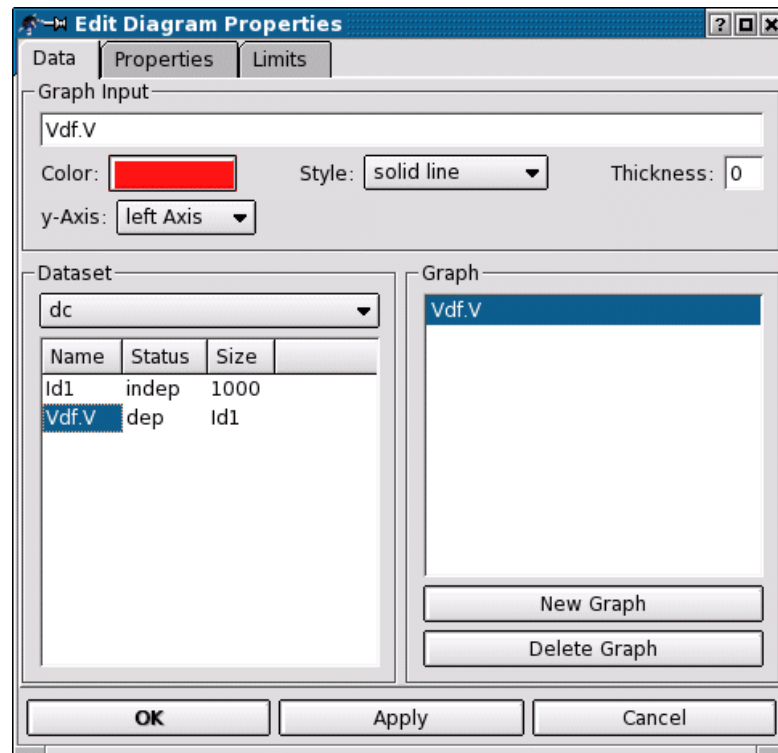 Edit Diagram Properties
Data Properties Limits
Graph Input
Vdf.V
Color: Style: solid line Thickness: 0
y-Axis: left Axis
Dataset
dc
Name Status Size
Id1 indep 1000
Vdf.V dep Id1
Graph
Vdf.V
New Graph
Delete Graph
OK Apply Cancel